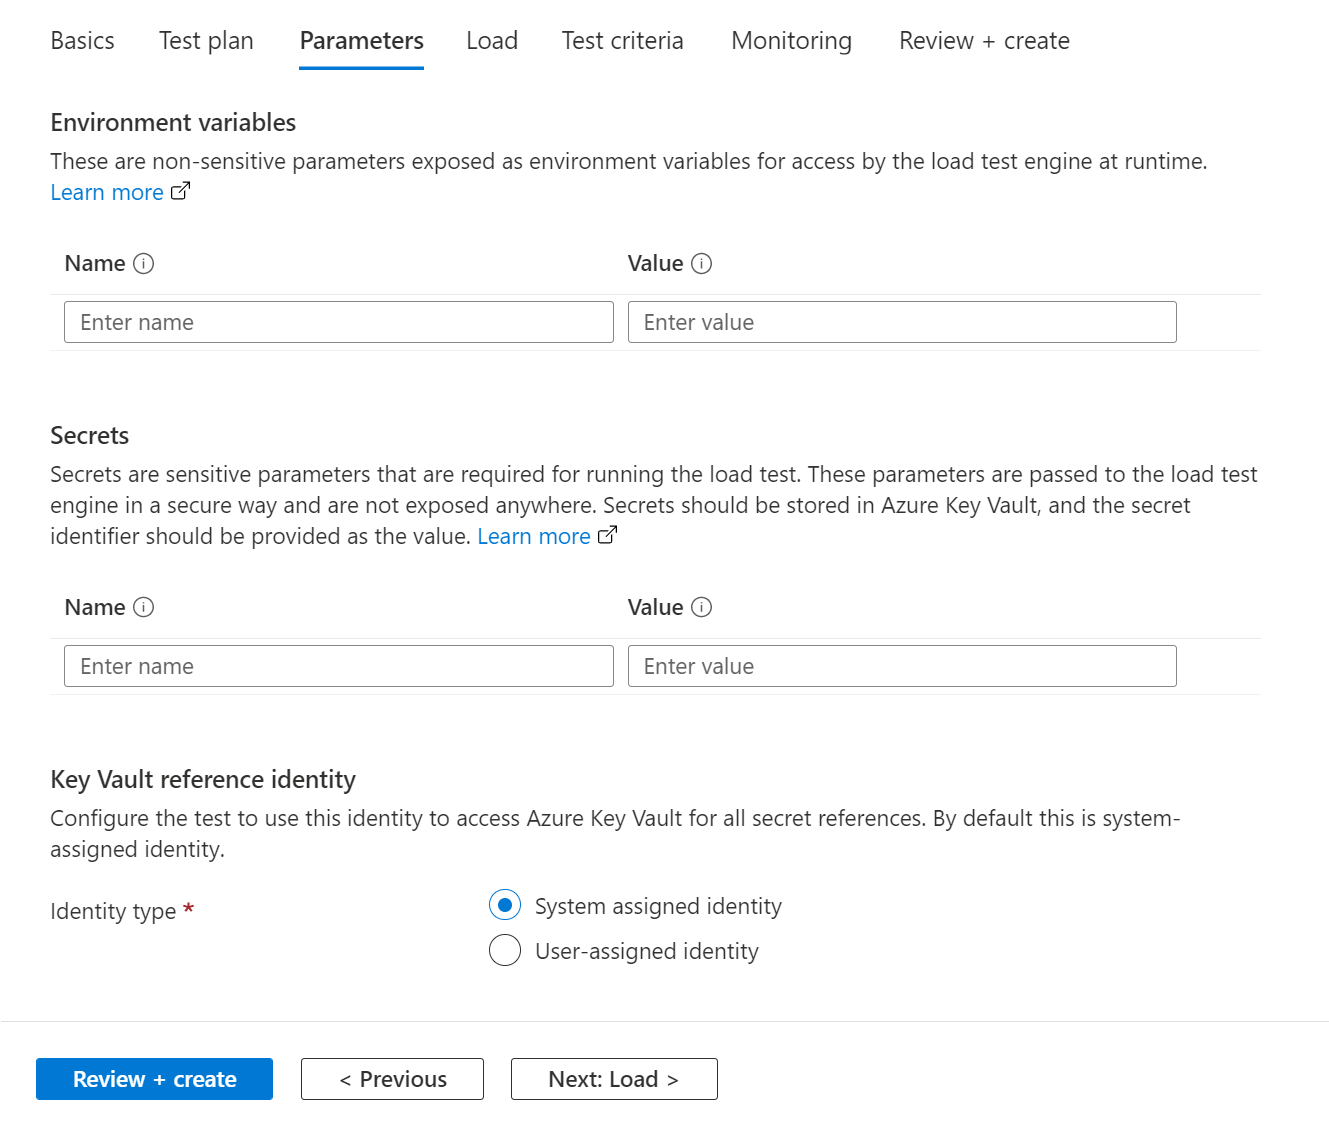 Basics Test plan Parameters Load Test criteria Monitoring Review + create
Environment variables
These are non-sensitive parameters exposed as environment variables for access by the load test engine at runtime.
Learn more
Name Value
Enter name Enter value
Secrets
Secrets are sensitive parameters that are required for running the load test. These parameters are passed to the load test
engine in a secure way and are not exposed anywhere. Secrets should be stored in Azure Key Vault, and the secret
identifier should be provided as the value. Learn more
Name Value
Enter name Enter value
Key Vault reference identity
Configure the test to use this identity to access Azure Key Vault for all secret references. By default this is system-
assigned identity.
Identity type * System assigned identity
User-assigned identity
Review + create < Previous Next: Load >